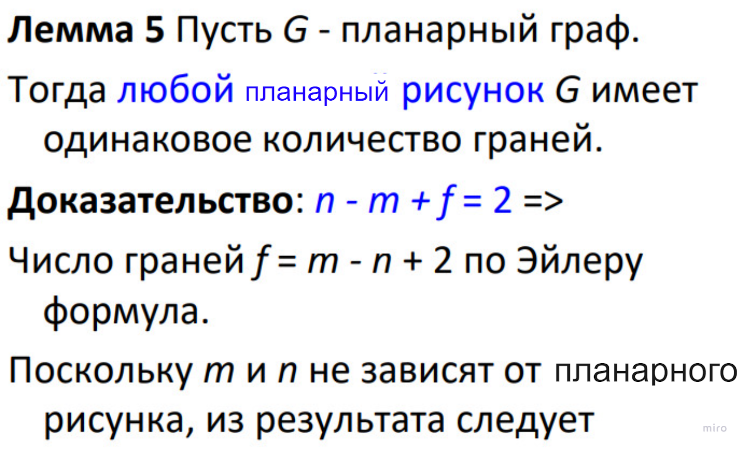 Лемма 5 Пусть G - планарный граф.
Тогда любой планарный рисунок G имеет
одинаковое количество граней.
Доказательство: n - m + f = 2 =>
Число граней f = m - n + 2 по Эйлеру
формула.
Поскольку m и n не зависят от планарного
рисунка, из результата следует
miro